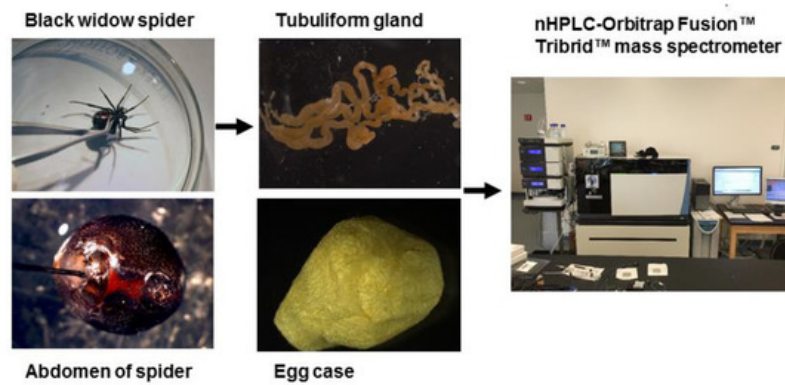 Black widow spider
Tubuliform gland
nHPLC-Orbitrap Fusion™
Tribrid™ mass spectrometer
Abdomen of spider
Egg case